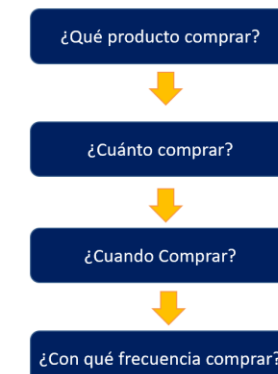 ¿Qué producto comprar?
¿Cuánto comprar?
¿Cuando Comprar?
¿Con qué frecuencia comprar?